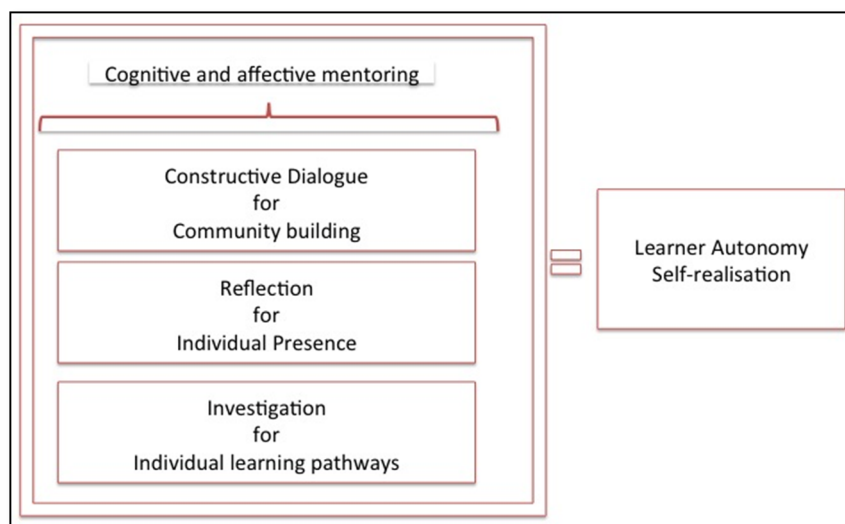 Cognitive and affective mentoring
Constructive Dialogue
for
Community building
Reflection
for
Individual Presence
Investigation
for
Individual learning pathways
=
Learner Autonomy
Self-realisation